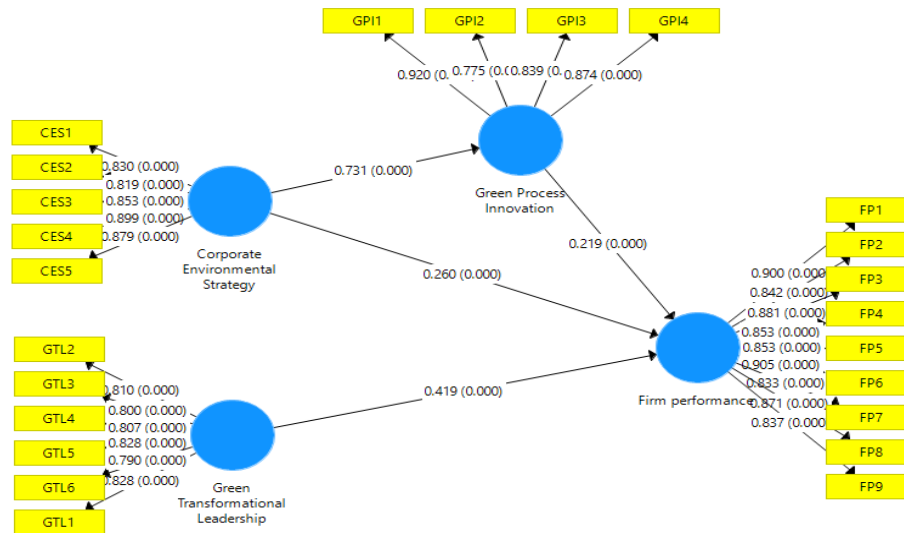 GPI1
GPI2
GPI3
GPI4
0.920 (0.
0.775 (0.0
0.839 (0.
0.874 (0.000)
CES1
CES2
CES3
CES4
CES5
0.830 (0.000)
0.819 (0.000)
0.853 (0.000)
0.899 (0.000)
0.879 (0.000)
Corporate
Environmental
Strategy
0.731 (0.000)
Green Process
Innovation
0.260 (0.000)
0.219 (0.000)
0.419 (0.000)
GTL2
GTL3
GTL4
GTL5
GTL6
GTL1
0.810 (0.000)
0.800 (0.000)
0.807 (0.000)
0.828 (0.000)
0.790 (0.000)
0.828 (0.000)
Green
Transformational
Leadership
Firm performance
0.900 (0.000)
0.842 (0.000)
0.881 (0.000)
0.853 (0.000)
0.853 (0.000)
0.905 (0.000)
0.833 (0.000)
0.871 (0.000)
0.837 (0.000)
FP1
FP2
FP3
FP4
FP5
FP6
FP7
FP8
FP9